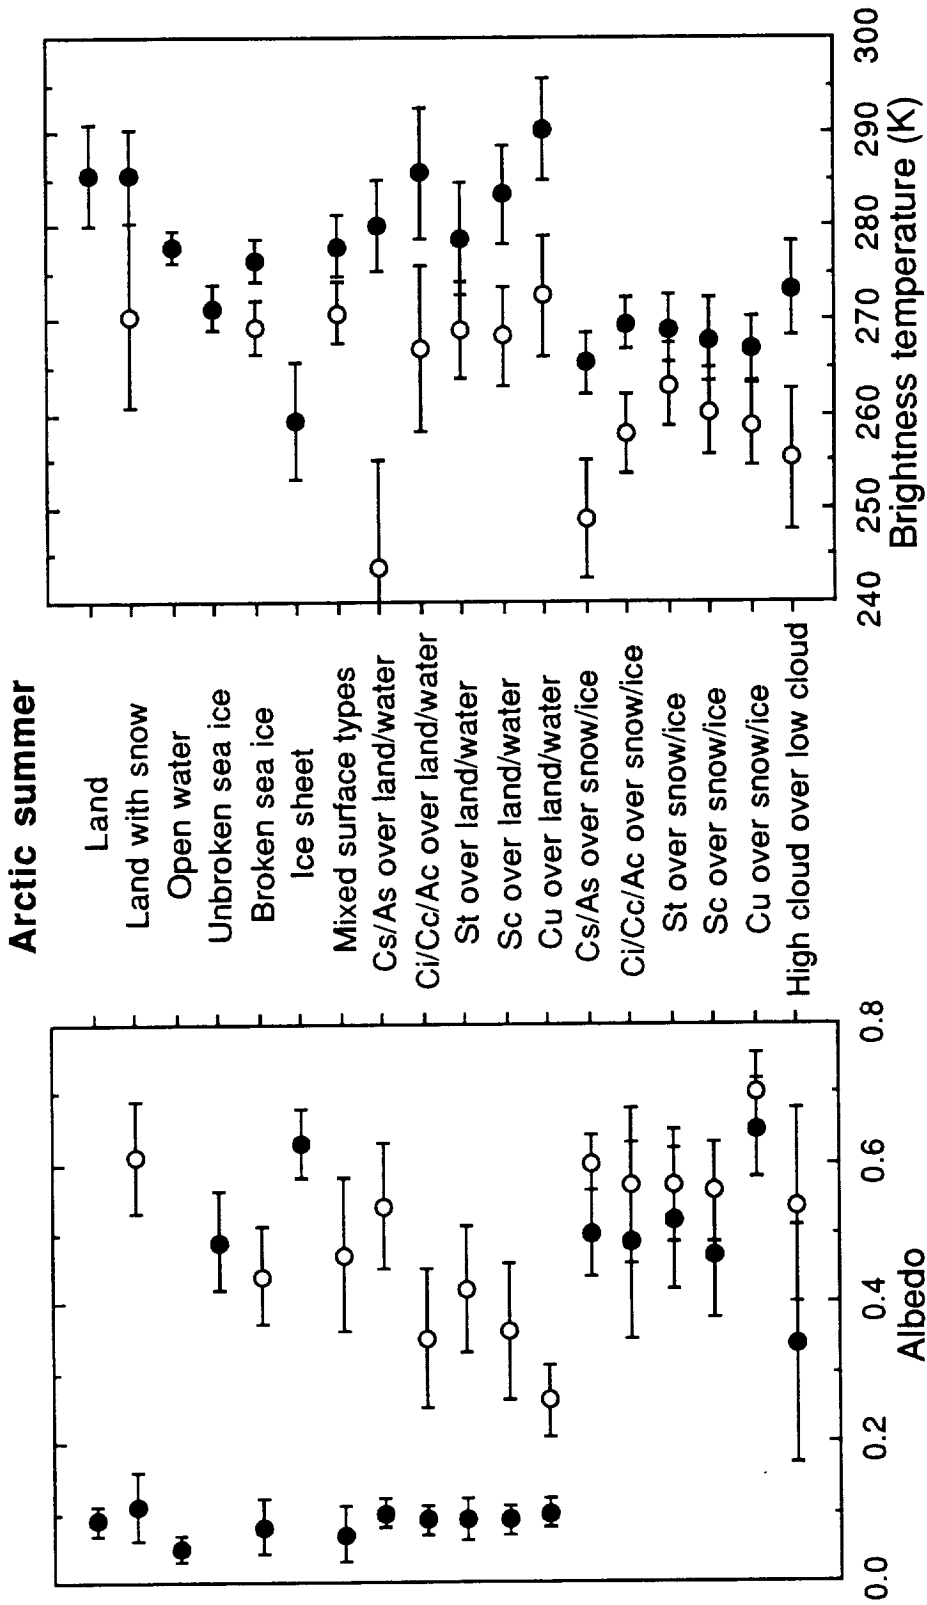 Arctic summer
Land
Land with snow
Open water
Unbroken sea ice
Broken sea ice
Ice sheet
Mixed surface types
Cs/As over land/water
Ci/Cc/Ac over land/water
St over land/water
Sc over land/water
Cu over land/water
Cs/As over snow/ice
Ci/Cc/Ac over snow/ice
St over snow/ice
Sc over snow/ice
Cu over snow/ice
High cloud over low cloud
0.0 0.2 0.4 0.6 0.8
Albedo
240 250 260 270 280 290 300
Brightness temperature (K)